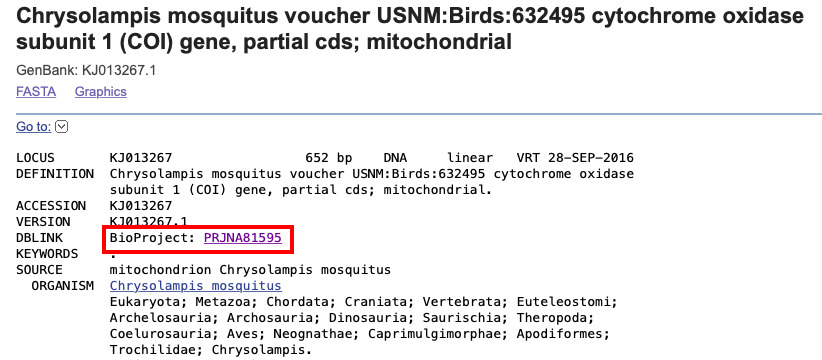 Chrysolampis mosquitus voucher USNM:Birds:632495 cytochrome oxidase
subunit 1 (COI) gene, partial cds; mitochondrial
GenBank: KJ013267.1
FASTA Graphics
Go to:
LOCUS KJ013267 652 bp DNA linear VRT 28-SEP-2016
DEFINITION Chrysolampis mosquitus voucher USNM:Birds:632495 cytochrome oxidase
subunit 1 (COI) gene, partial cds; mitochondrial.
ACCESSION KJ013267
VERSION KJ013267.1
DBLINK BioProject: PRJNA81595
KEYWORDS .
SOURCE mitochondrion Chrysolampis mosquitus
ORGANISM Chrysolampis mosquitus
Eukaryota; Metazoa; Chordata; Craniata; Vertebrata; Euteleostomi;
Archelosauria; Archosauria; Dinosauria; Saurischia; Theropoda;
Coelurosauria; Aves; Neognathae; Caprimulgimorphae; Apodiformes;
Trochilidae; Chrysolampis.